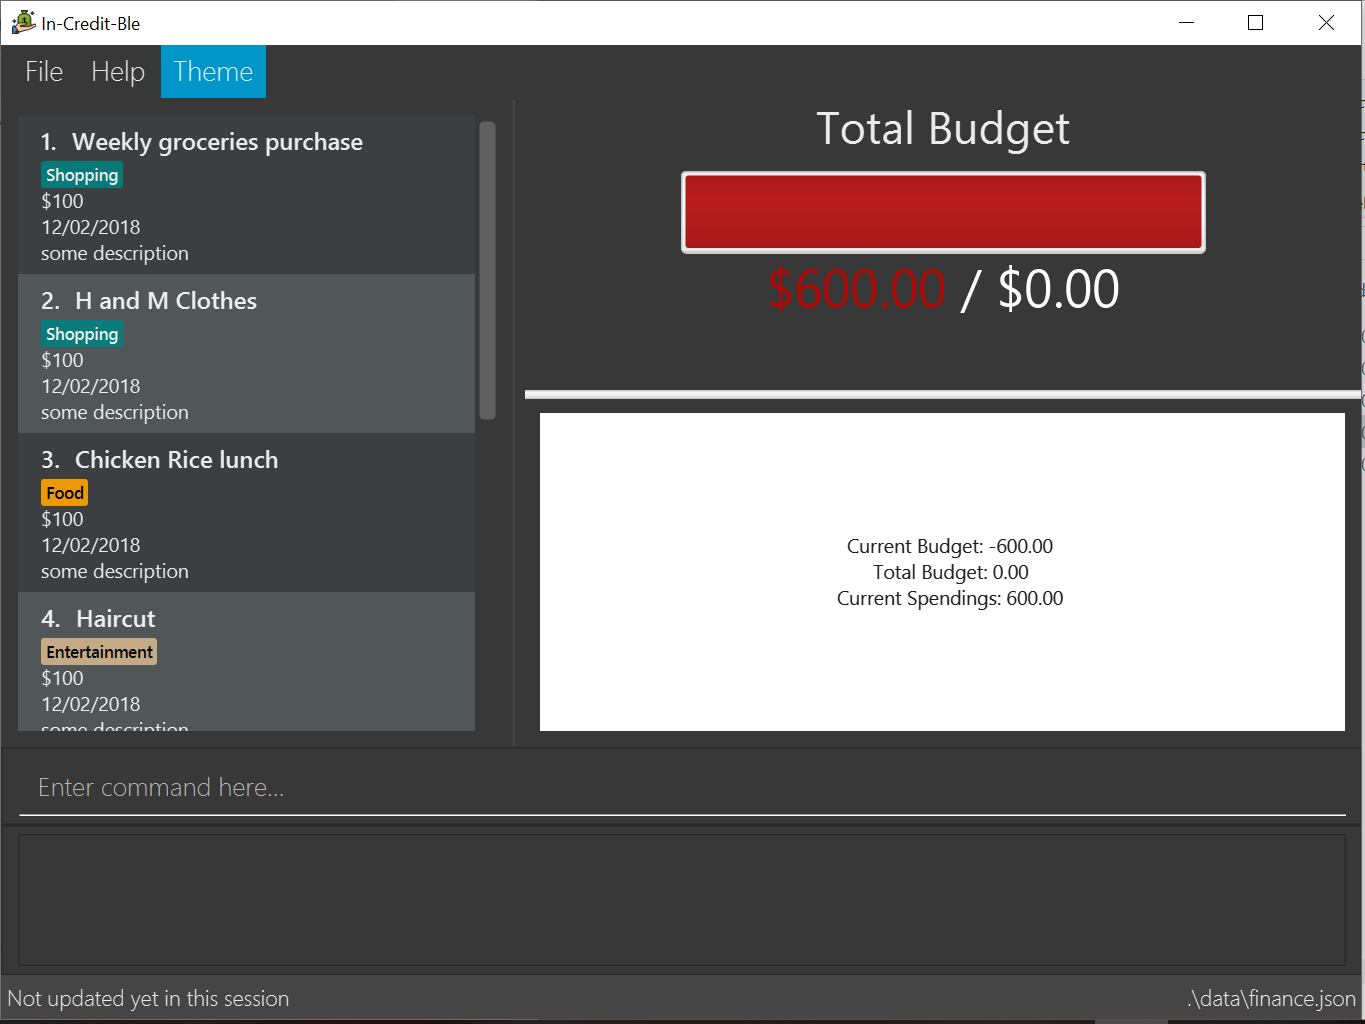 In-Credit-Ble
File Help Theme
1. Weekly groceries purchase
Shopping
$100
12/02/2018
some description
2. H and M Clothes
Shopping
$100
12/02/2018
some description
3. Chicken Rice lunch
Food
$100
12/02/2018
some description
4. Haircut
Entertainment
$100
12/02/2018
some description
Total Budget
$600.00 / $0.00
Current Budget: -600.00
Total Budget: 0.00
Current Spendings: 600.00
Enter command here...
Not updated yet in this session
.\data\finance.json